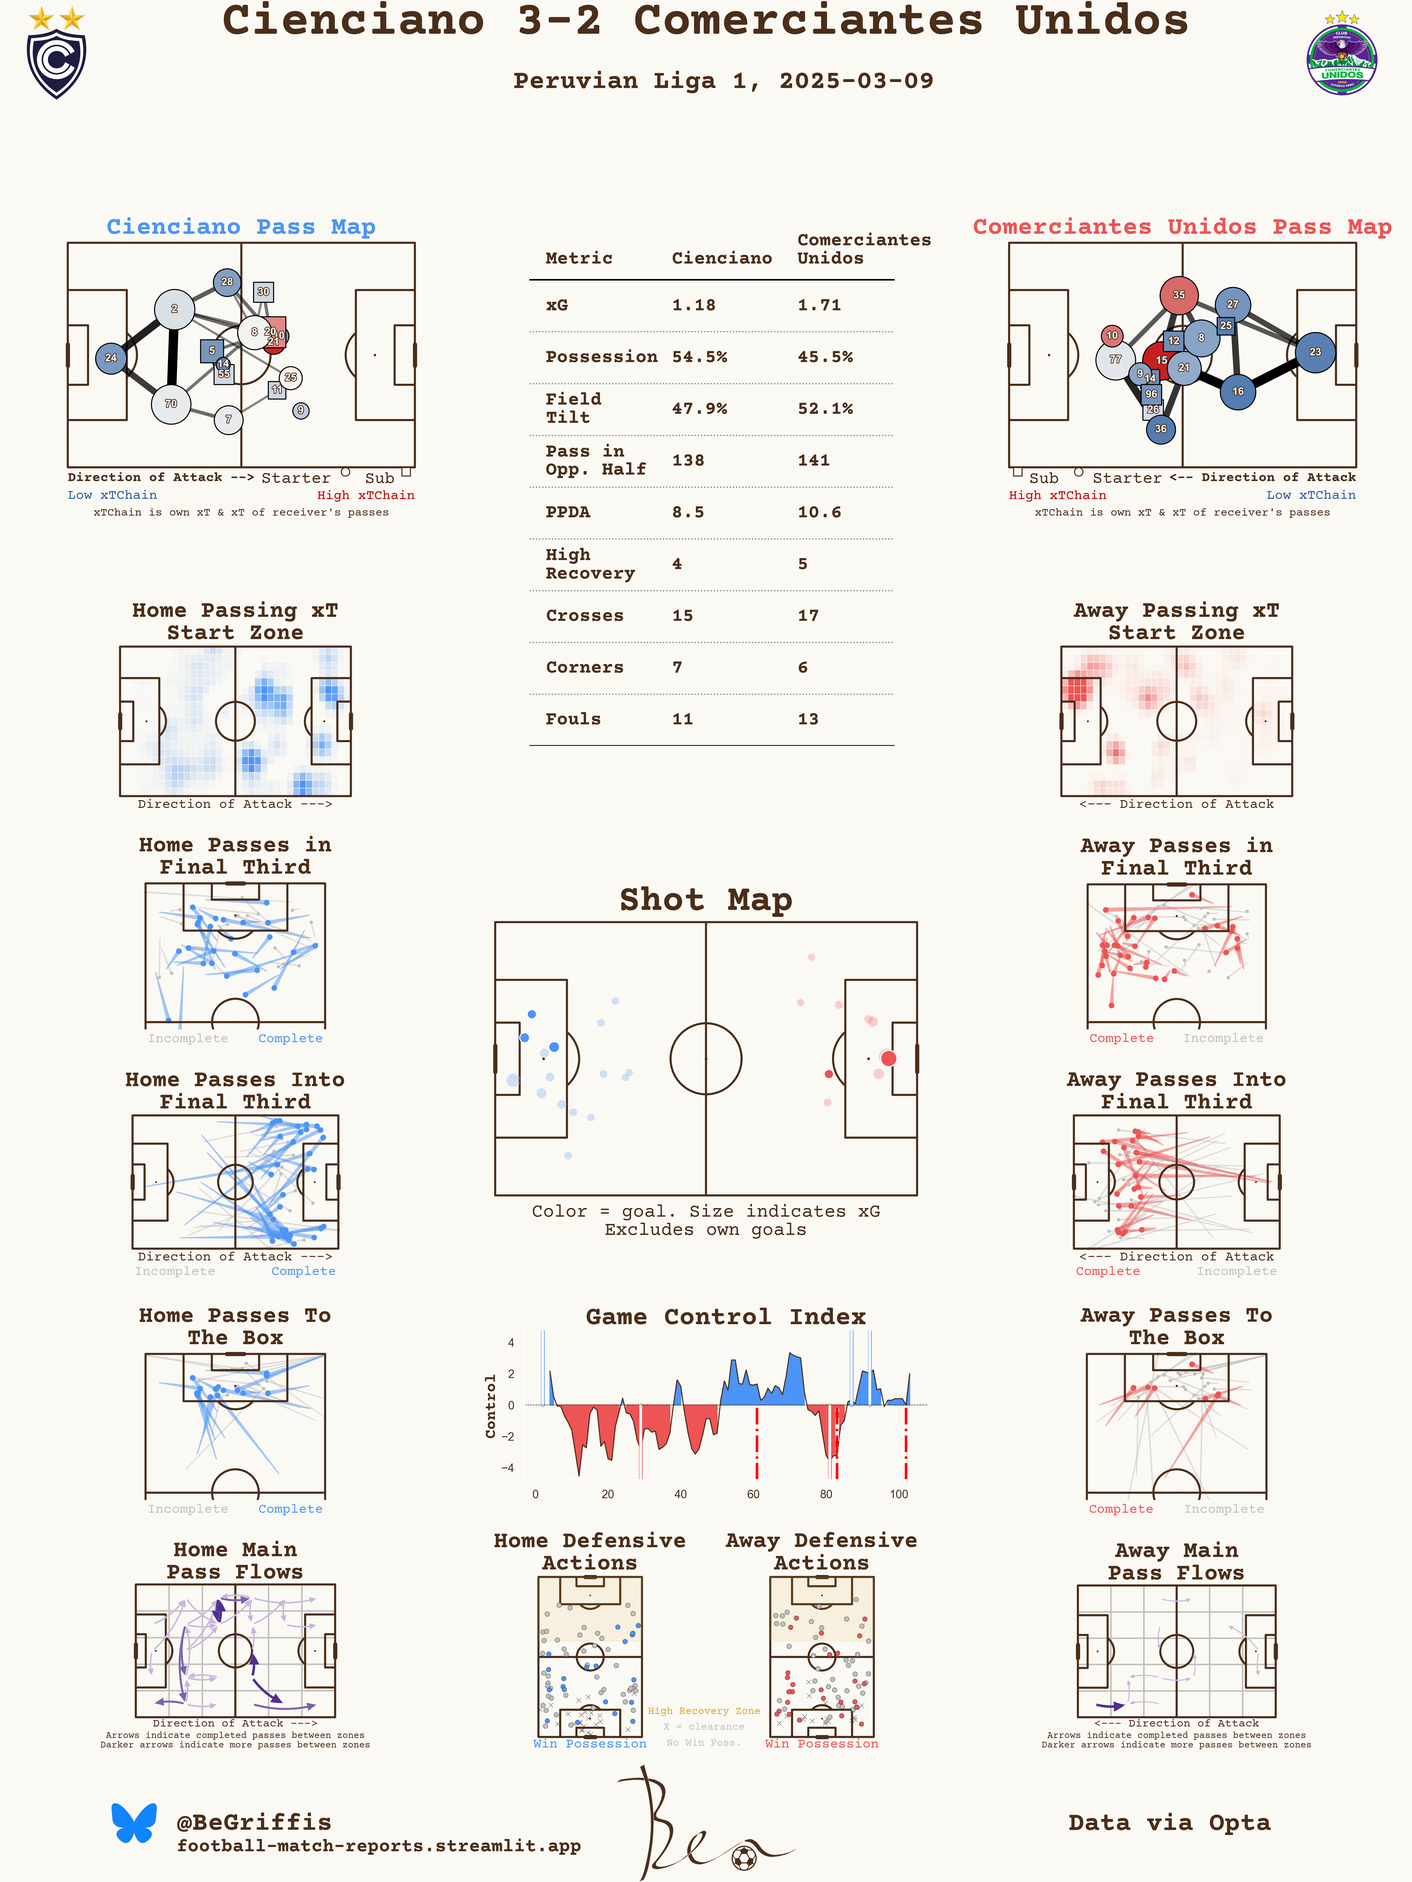 Cienciano 3-2 Comerciantes Unidos
Peruvian Liga 1, 2025-03-09
CLUB
UNIDOS
Cienciano Pass Map
24
2
70
28
30
8
20
10
21
5
14
55
25
11
7
9
Direction of Attack --> Starter Sub
Low xTChain High xTChain
xTChain is own xT & xT of receiver's passes
Metric Cienciano Comerciantes
Unidos
xG 1.18 1.71
Possession 54.5% 45.5%
Field
Tilt 47.9% 52.1%
Pass in
Opp. Half 138 141
PPDA 8.5 10.6
High
Recovery 4 5
Crosses 15 17
Corners 7 6
Fouls 11 13
Comerciantes Unidos Pass Map
35
27
25
10
12
8
77
15
23
9
14
21
96
16
26
36
Sub Starter <-- Direction of Attack
High xTChain Low xTChain
xTChain is own xT & xT of receiver's passes
Home Passing xT
Start Zone
Direction of Attack --->
Away Passing xT
Start Zone
<--- Direction of Attack
Home Passes in
Final Third
Incomplete Complete
Away Passes in
Final Third
Complete Incomplete
Shot Map
Color = goal. Size indicates xG
Excludes own goals
Home Passes Into
Final Third
Direction of Attack --->
Incomplete Complete
Away Passes Into
Final Third
<--- Direction of Attack
Complete Incomplete
Home Passes To
The Box
Incomplete Complete
Game Control Index
Control
4
2
0
−2
−4
0 20 40 60 80 100
Away Passes To
The Box
Complete Incomplete
Home Main
Pass Flows
Direction of Attack --->
Arrows indicate completed passes between zones
Darker arrows indicate more passes between zones
Home Defensive
Actions
Win Possession
Away Defensive
Actions
Win Possession
High Recovery Zone
X = clearance
No Win Poss.
Away Main
Pass Flows
<--- Direction of Attack
Arrows indicate completed passes between zones
Darker arrows indicate more passes between zones
@BeGriffis
football-match-reports.streamlit.app
Ben
Data via Opta